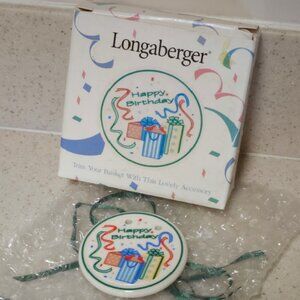 Longaberger®
Happy
Birthday
Trim Your Basket With This Lovely Accessory
Happy
Birthday